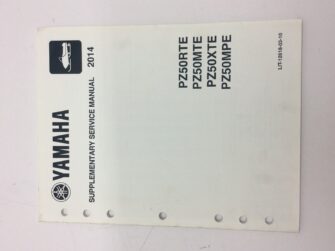 2014
YAMAHA
SUPPLEMENTARY SERVICE MANUAL
PZ50RTE
PZ50MTE
PZ50XTE
PZ50MPE